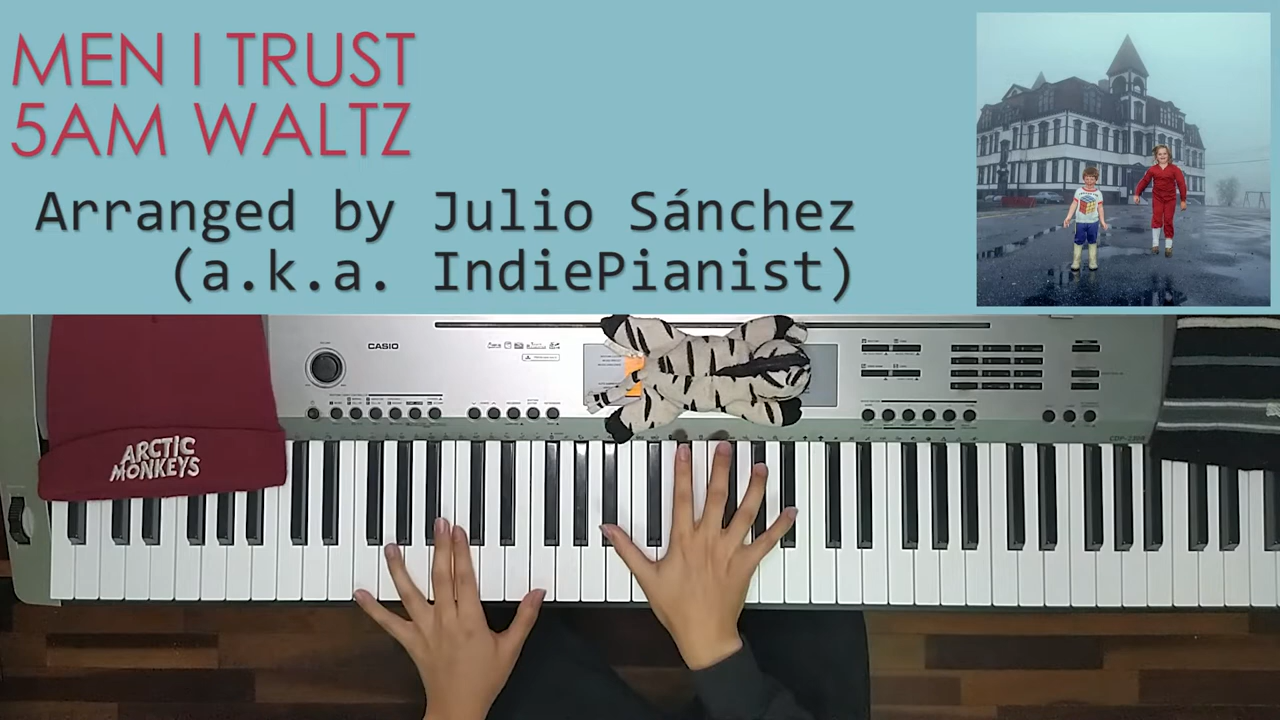 MEN I TRUST
5AM WALTZ
Arranged by Julio Sánchez
(a.k.a. IndiePianist)
CASIO
ARCTIC
MONKEYS